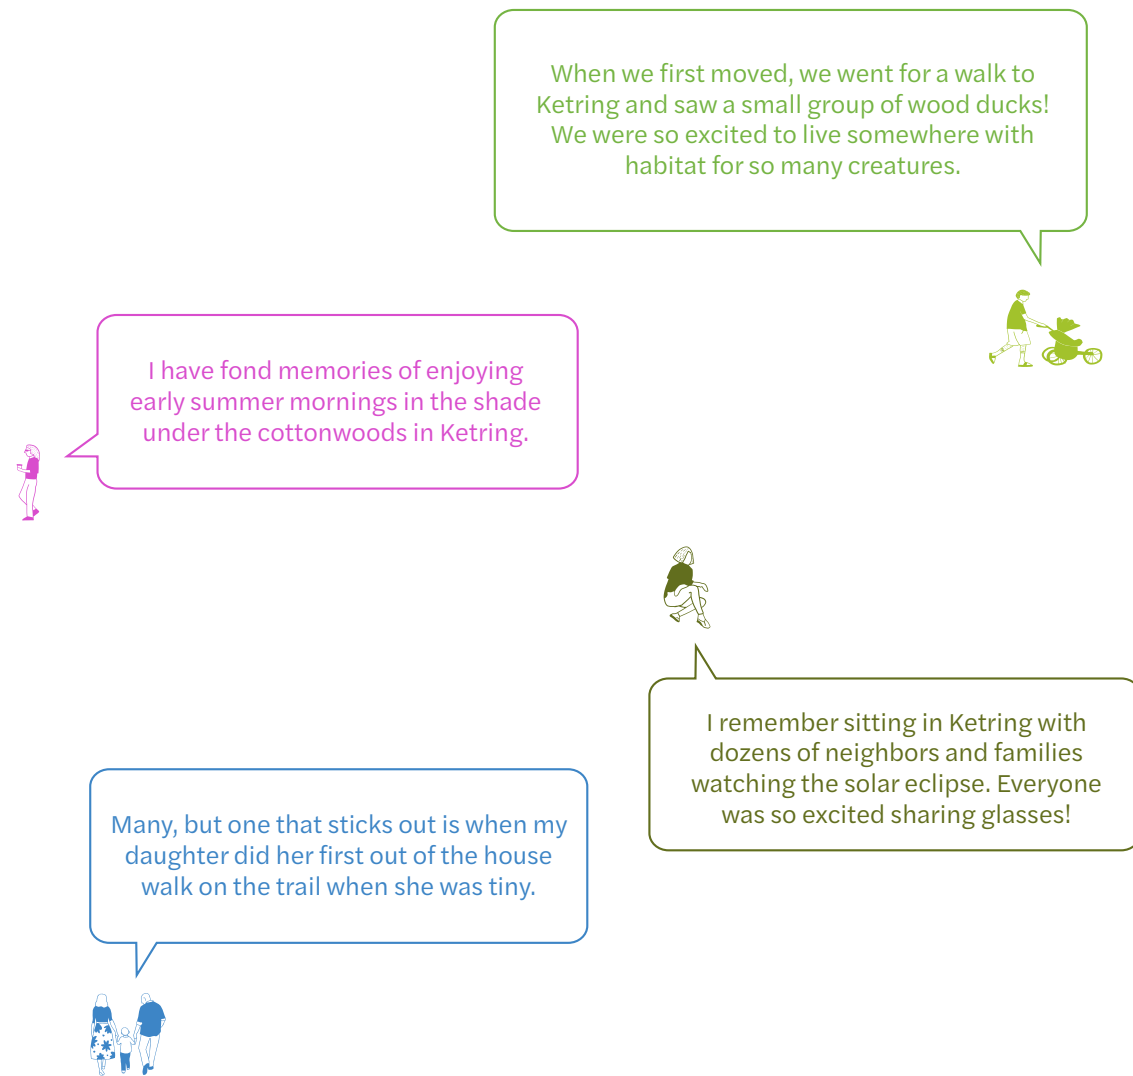 When we first moved, we went for a walk to
Ketring and saw a small group of wood ducks!
We were so excited to live somewhere with
habitat for so many creatures.
I have fond memories of enjoying
early summer mornings in the shade
under the cottonwoods in Ketring.
I remember sitting in Ketring with
dozens of neighbors and families
watching the solar eclipse. Everyone
was so excited sharing glasses!
Many, but one that sticks out is when my
daughter did her first out of the house
walk on the trail when she was tiny.